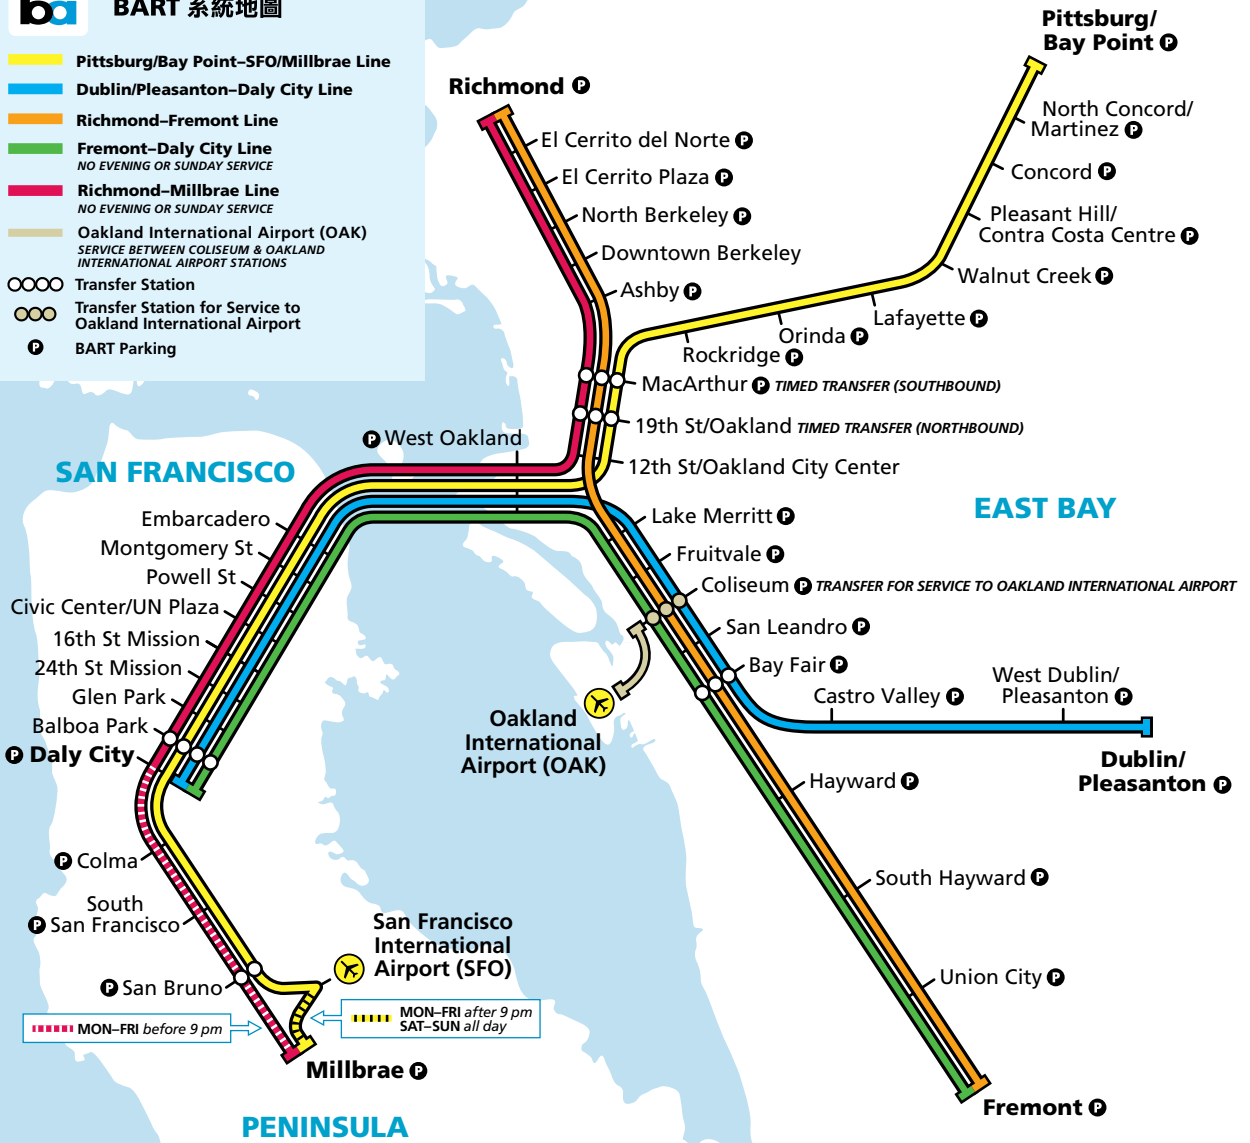 ba
BART 系統地圖
Pittsburg/Bay Point–SFO/Millbrae Line
Dublin/Pleasanton–Daly City Line
Richmond–Fremont Line
Fremont–Daly City Line
NO EVENING OR SUNDAY SERVICE
Richmond–Millbrae Line
NO EVENING OR SUNDAY SERVICE
Oakland International Airport (OAK)
SERVICE BETWEEN COLISEUM & OAKLAND
INTERNATIONAL AIRPORT STATIONS
Transfer Station
Transfer Station for Service to
Oakland International Airport
P BART Parking
Pittsburg/
Bay Point P
Richmond P
North Concord/
Martinez P
El Cerrito del Norte P
Concord P
El Cerrito Plaza P
North Berkeley P
Pleasant Hill/
Contra Costa Centre P
Downtown Berkeley
Walnut Creek P
Ashby P
Lafayette P
Orinda P
Rockridge P
MacArthur P TIMED TRANSFER (SOUTHBOUND)
19th St/Oakland TIMED TRANSFER (NORTHBOUND)
P West Oakland
12th St/Oakland City Center
SAN FRANCISCO
EAST BAY
Embarcadero
Lake Merritt P
Montgomery St
Fruitvale P
Powell St
Coliseum P TRANSFER FOR SERVICE TO OAKLAND INTERNATIONAL AIRPORT
Civic Center/UN Plaza
San Leandro P
16th St Mission
24th St Mission
Bay Fair P
Glen Park
Castro Valley P
West Dublin/
Pleasanton P
Balboa Park
Oakland
International
Airport (OAK)
P Daly City
Dublin/
Pleasanton P
Hayward P
P Colma
South Hayward P
South
P San Francisco
San Francisco
International
Airport (SFO)
Union City P
P San Bruno
MON–FRI before 9 pm
MON–FRI after 9 pm
SAT–SUN all day
Millbrae P
Fremont P
PENINSULA